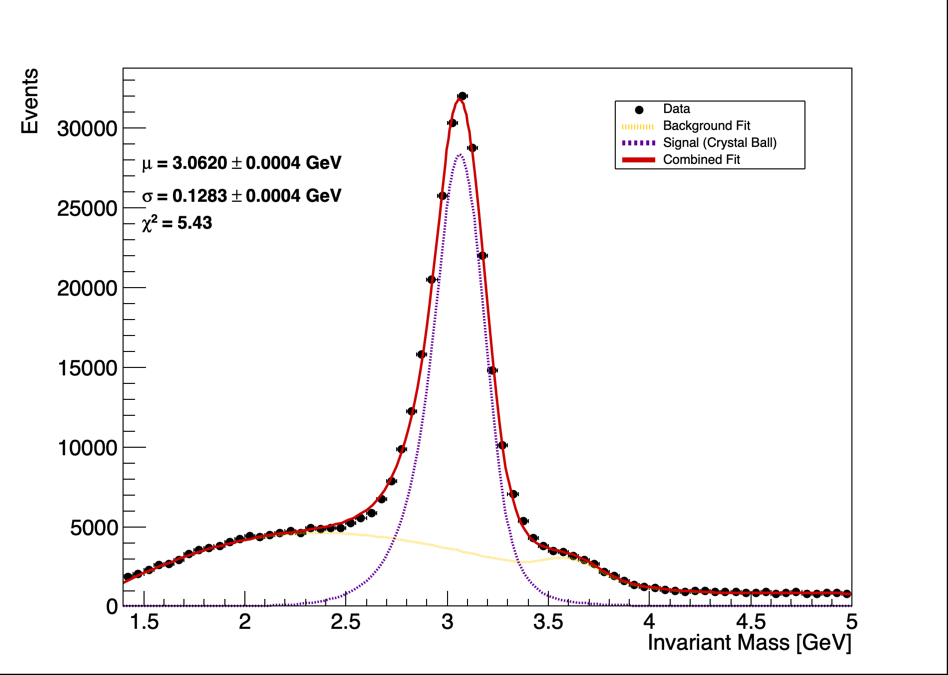 Events
30000
25000
20000
15000
10000
5000
0
μ = 3.0620 ± 0.0004 GeV
σ = 0.1283 ± 0.0004 GeV
χ² = 5.43
Data
Background Fit
Signal (Crystal Ball)
Combined Fit
1.5 2 2.5 3 3.5 4 4.5 5
Invariant Mass [GeV]